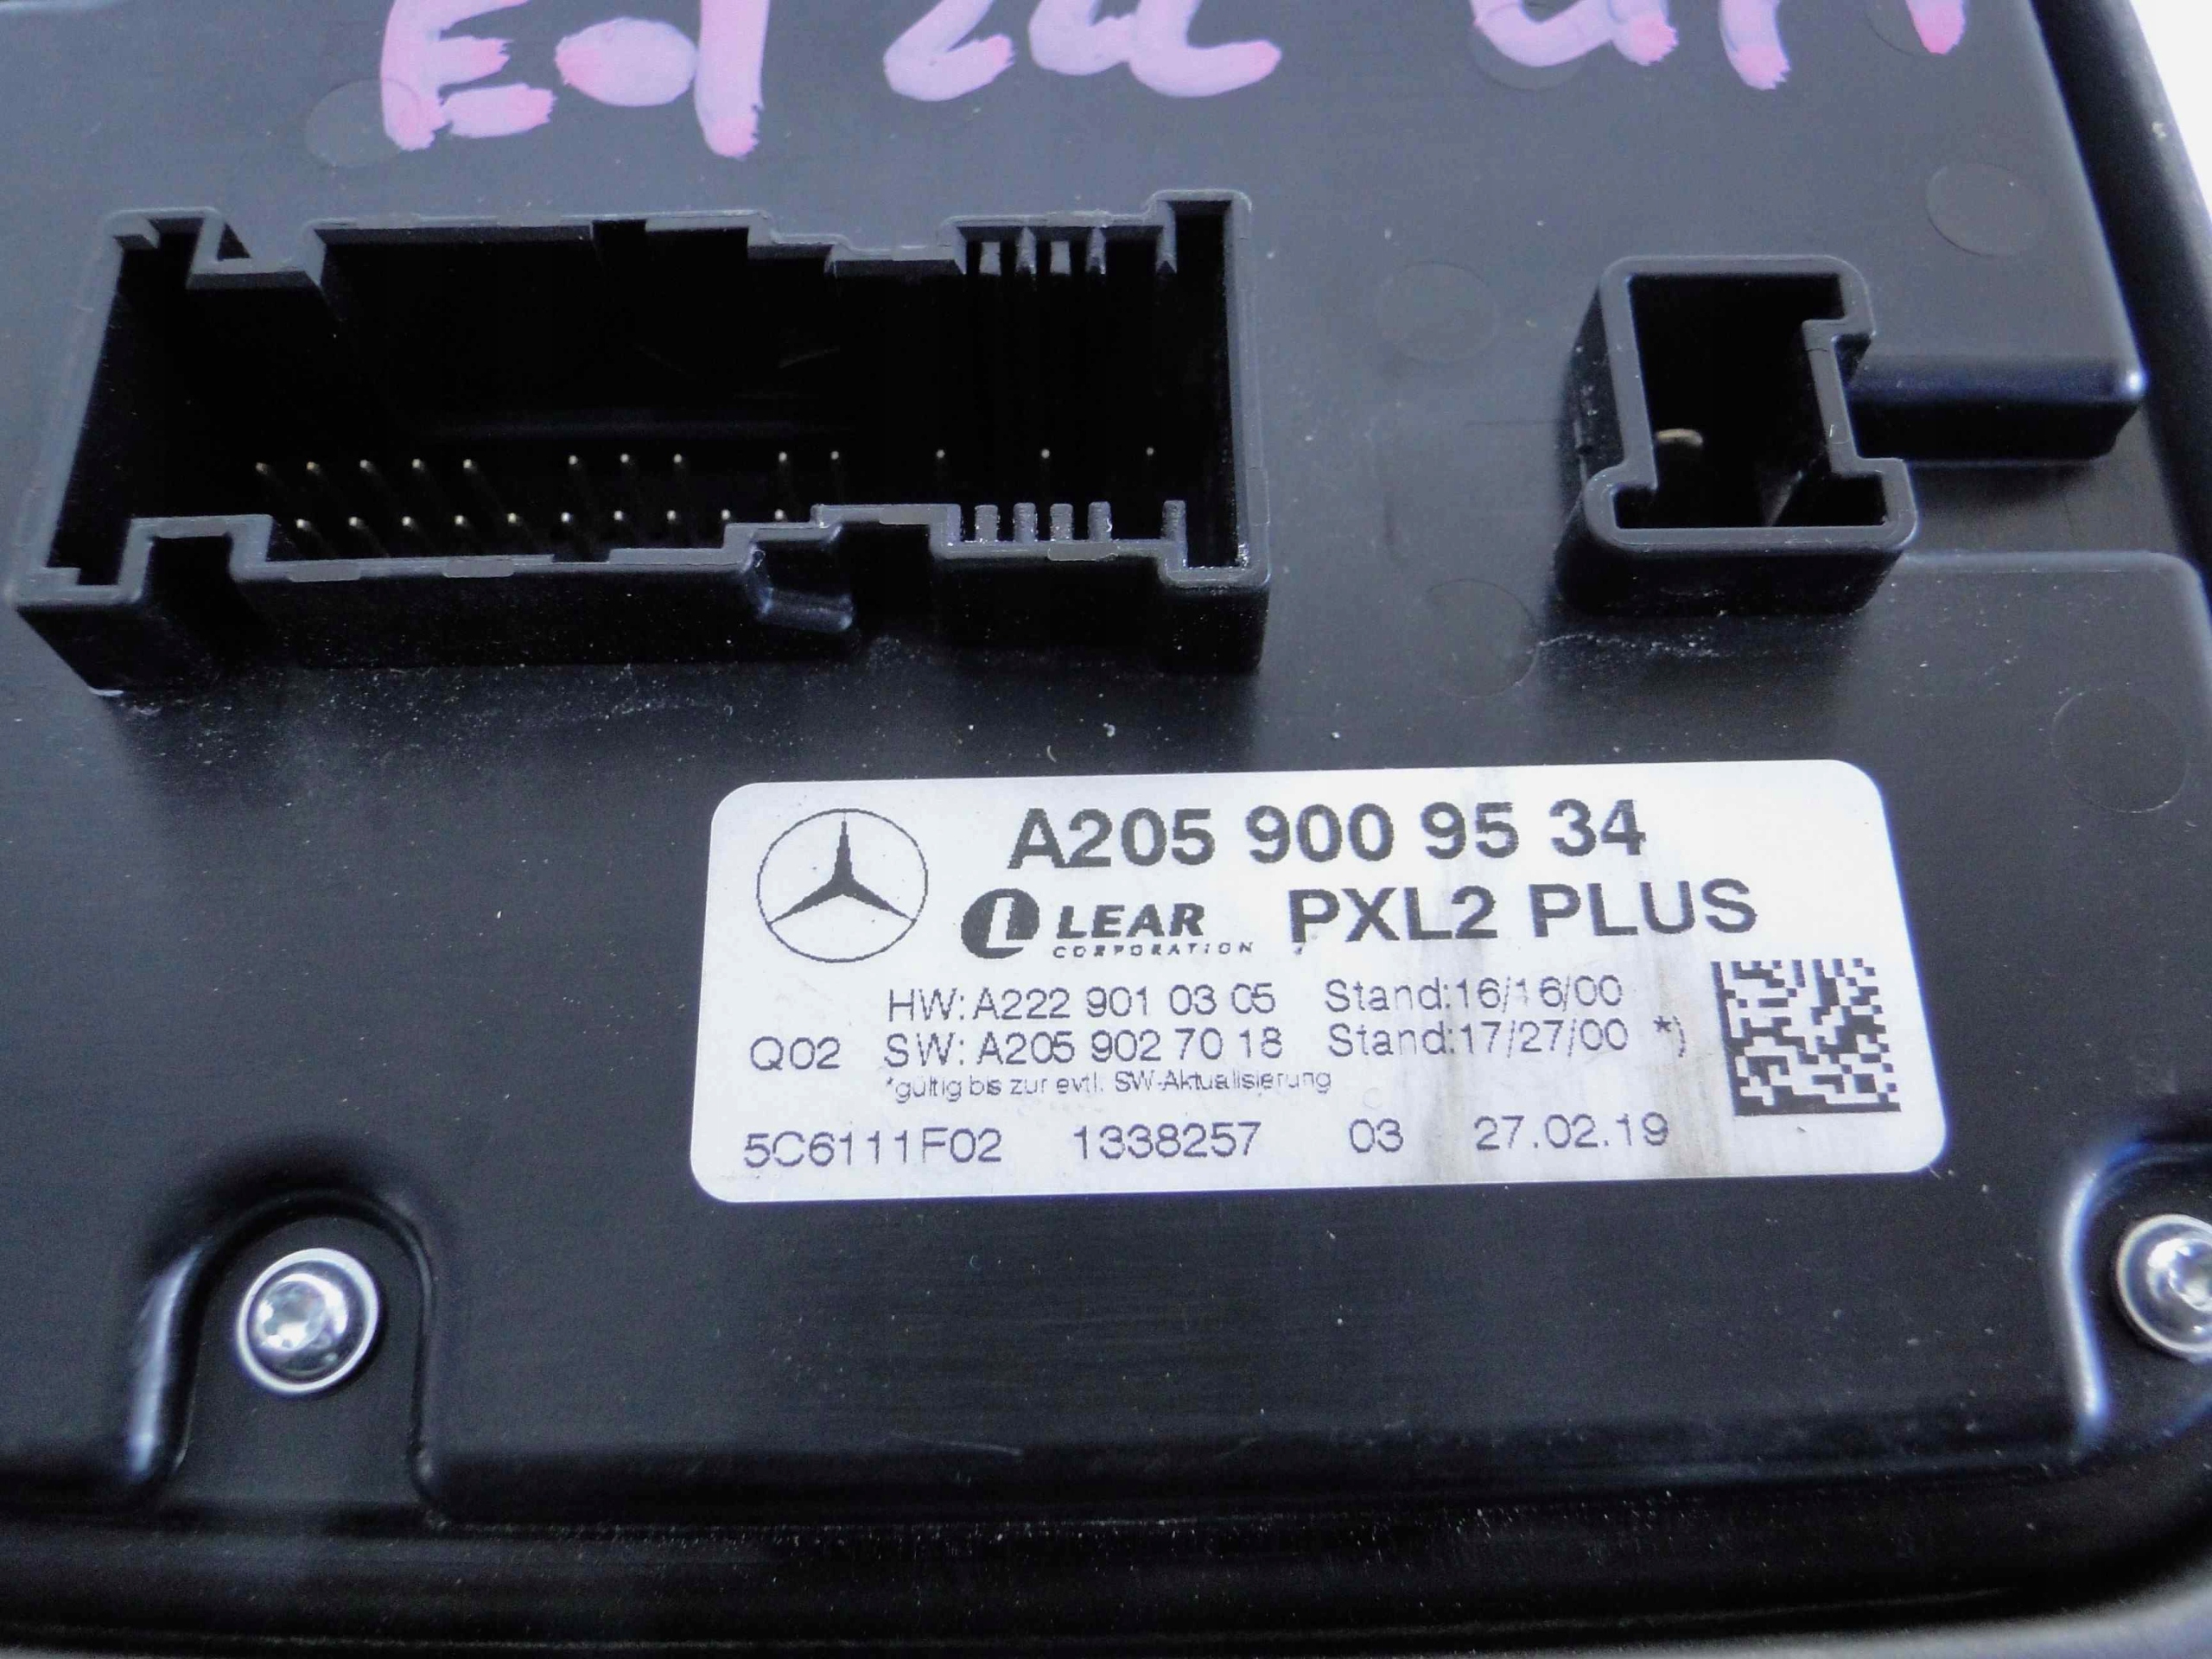 A205 900 95 34
LEAR PXL2 PLUS
CORPORATION
HW: A222 901 03 05 Stand:16/16/00
Q02 SW: A205 902 70 18 Stand:17/27/00 *)
*gültig bis zur evtl. SW-Aktualisierung
5C6111F02 1338257 03 27.02.19